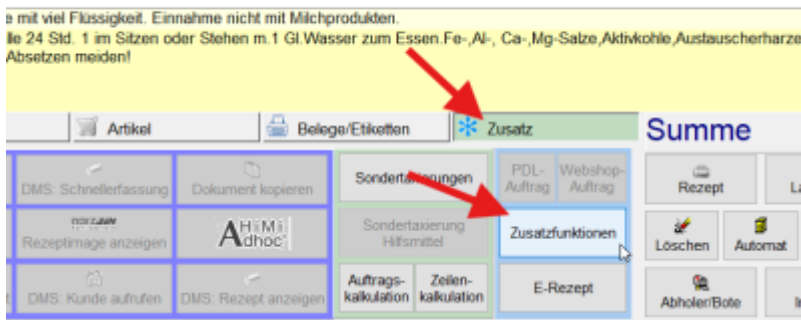 e mit viel Flüssigkeit. Einnahme nicht mit Milchprodukten.
lle 24 Std. 1 im Sitzen oder Stehen m.1 Gl.Wasser zum Essen.Fe-,Al-, Ca-,Mg-Salze,Aktivkohle,Austauscherharze
Absetzen meiden!
Artikel
Belege/Etiketten
Zusatz
Summe
DMS: Schnellerfassung
Dokument kopieren
Sondertaxierungen
PDL-
Auftrag
Webshop-
Auftrag
Rezept
Rezeptimage anzeigen
AHiMi
dhoc
Sondertaxierung
Hilfsmittel
Zusatzfunktionen
Löschen
Automat
DMS: Kunde aufrufen
DMS: Rezept anzeigen
Auftrags-
kalkulation
Zeilen-
kalkulation
E-Rezept
Abholer/Bote